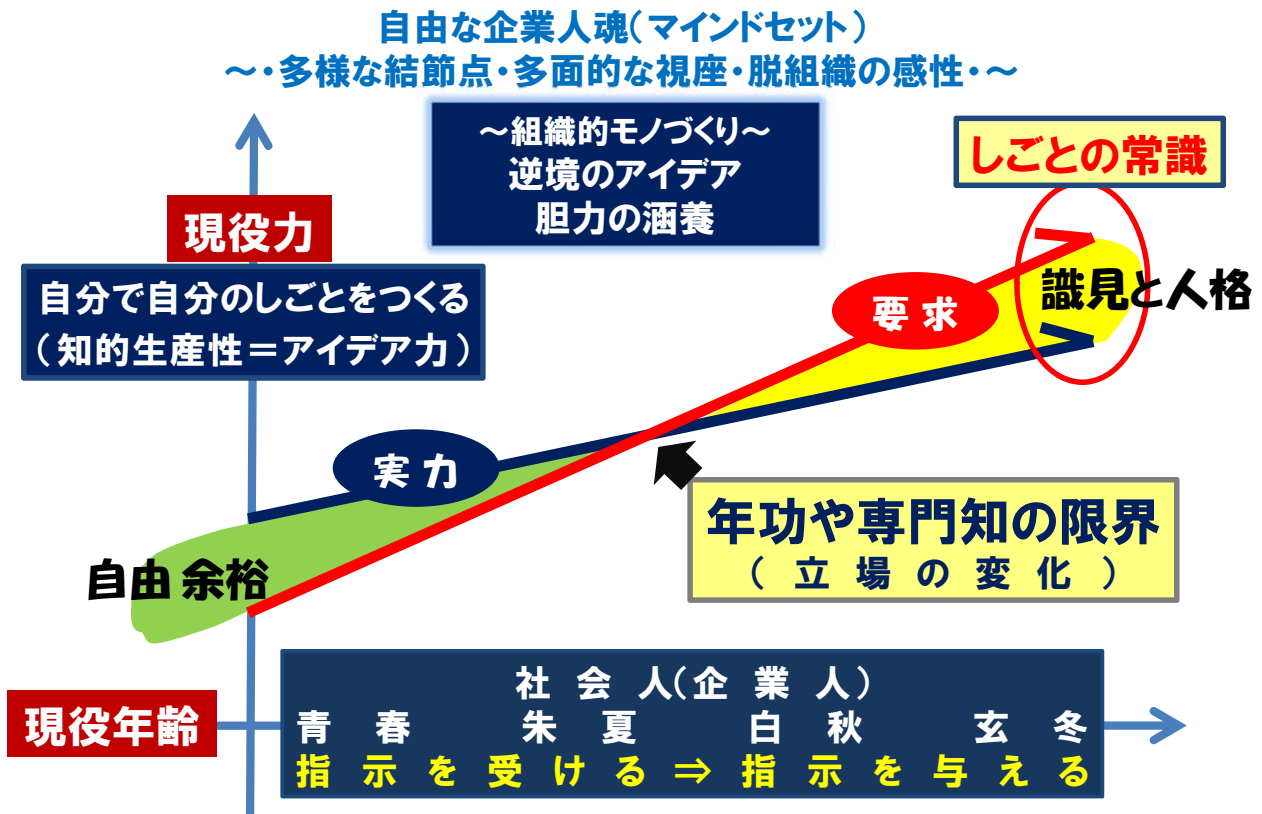 自由な企業人魂(マインドセット)
～・多様な結節点・多面的な視座・脱組織の感性・～
～組織的モノづくり～
逆境のアイデア
胆力の涵養
しごとの常識
現役力
自分で自分のしごとをつくる
(知的生産性＝アイデア力)
要求
識見と人格
実力
自由 余裕
年功や専門知の限界
(立場の変化)
現役年齢
社会人(企業人)
青春 朱夏 白秋 玄冬
指示を受ける⇒指示を与える